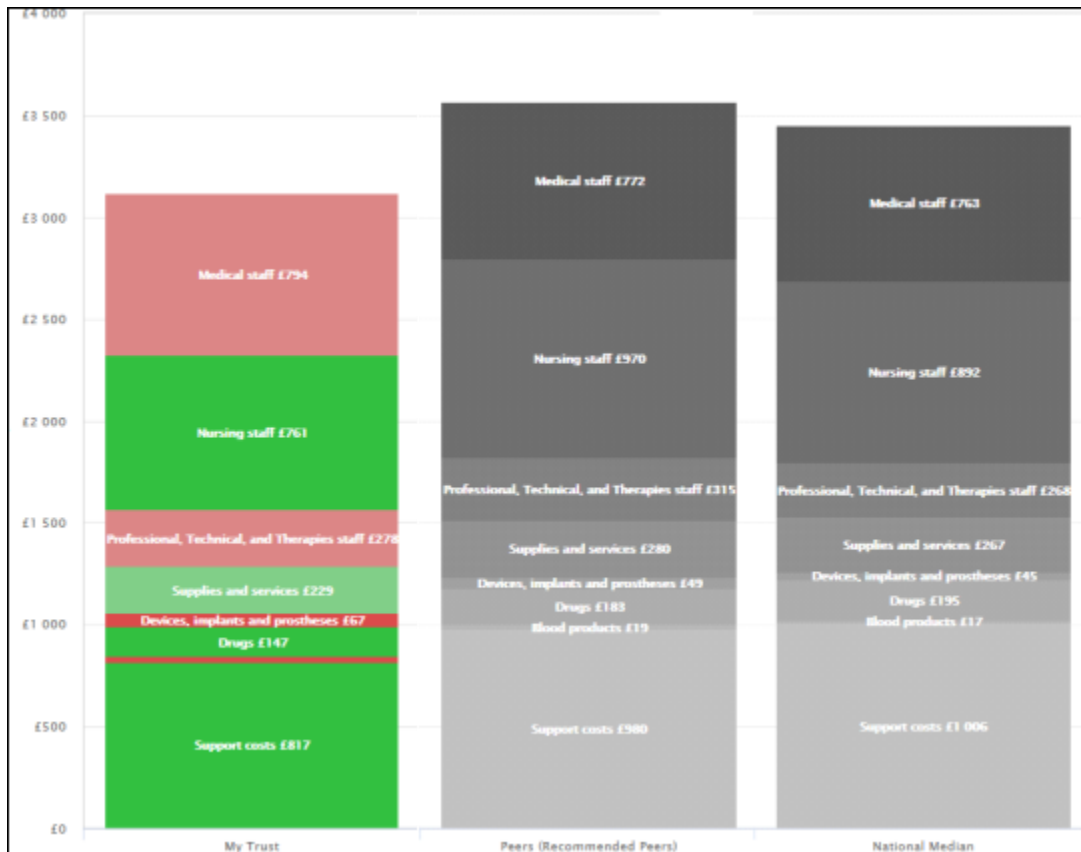 £4 000
£3 500
£3 000
£2 500
£2 000
£1 500
£1 000
£500
£0
Medical staff £794
Nursing staff £761
Professional, Technical, and Therapies staff £278
Supplies and services £229
Devices, implants and prostheses £67
Drugs £147
Support costs £817
My Trust
Medical staff £772
Nursing staff £970
Professional, Technical, and Therapies staff £315
Supplies and services £280
Devices, implants and prostheses £49
Drugs £183
Blood products £19
Support costs £980
Peers (Recommended Peers)
Medical staff £763
Nursing staff £892
Professional, Technical, and Therapies staff £268
Supplies and services £267
Devices, implants and prostheses £45
Drugs £195
Blood products £17
Support costs £1 006
National Median